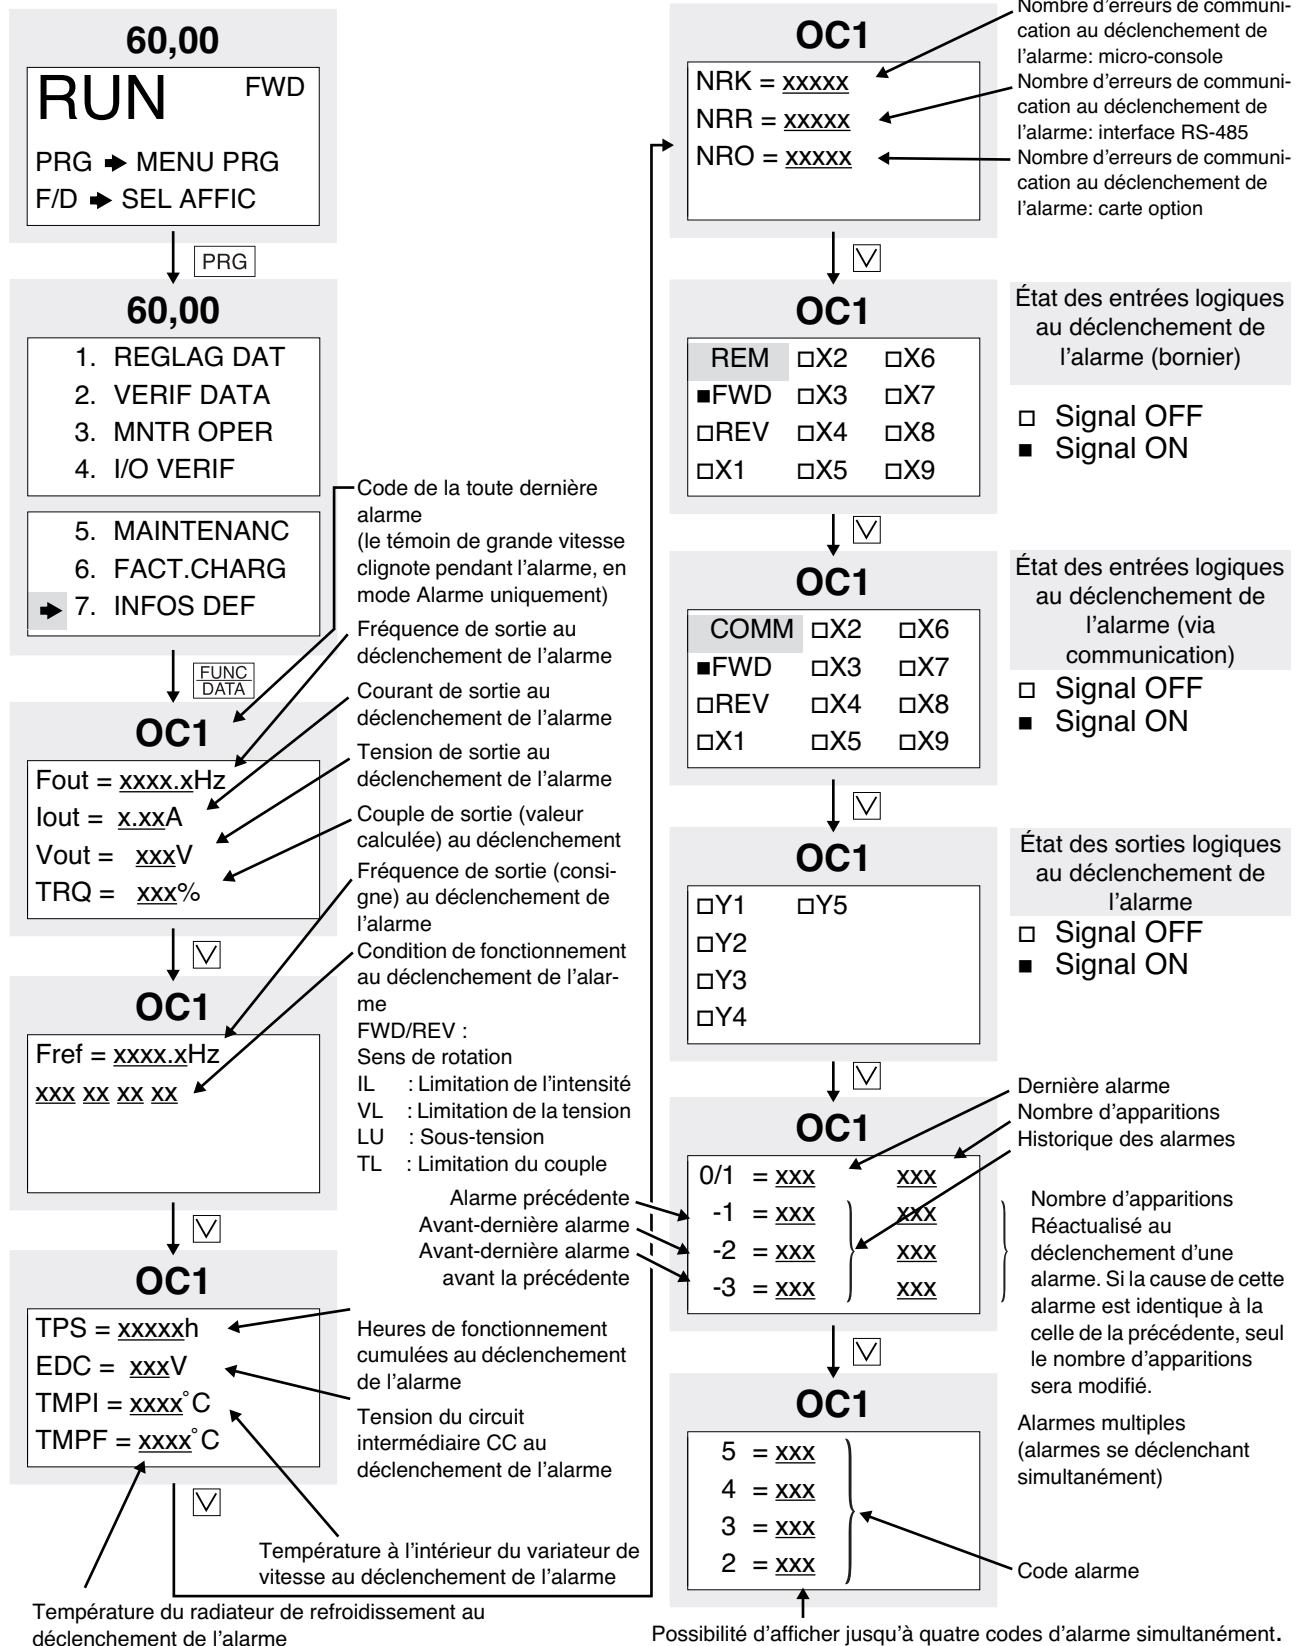 60,00
RUN FWD
PRG ➡ MENU PRG
F/D ➡ SEL AFFIC
PRG
60,00
1. REGLAG DAT
2. VERIF DATA
3. MNTR OPER
4. I/O VERIF
5. MAINTENANC
6. FACT.CHARG
➡ 7. INFOS DEF
FUNC
DATA
Code de la toute dernière
alarme
(le témoin de grande vitesse
clignote pendant l'alarme, en
mode Alarme uniquement)
Fréquence de sortie au
déclenchement de l'alarme
Courant de sortie au
déclenchement de l'alarme
Tension de sortie au
déclenchement de l'alarme
Couple de sortie (valeur
calculée) au déclenchement
OC1
Fout = xxxx.xHz
Iout = x.xxA
Vout = xxxV
TRQ = xxx%
Fréquence de sortie (consi-
gne) au déclenchement de
l'alarme
Condition de fonctionnement
au déclenchement de l'alar-
me
FWD/REV :
Sens de rotation
IL : Limitation de l'intensité
VL : Limitation de la tension
LU : Sous-tension
TL : Limitation du couple
OC1
Fref = xxxx.xHz
xxx xx xx xx
OC1
TPS = xxxxxh
EDC = xxxV
TMPI = xxxx°C
TMPF = xxxx°C
Heures de fonctionnement
cumulées au déclenchement
de l'alarme
Tension du circuit
intermédiaire CC au
déclenchement de l'alarme
Température à l'intérieur du variateur de
vitesse au déclenchement de l'alarme
Température du radiateur de refroidissement au
déclenchement de l'alarme
OC1
NRK = xxxxx
NRR = xxxxx
NRO = xxxxx
Nombre d'erreurs de communi-
cation au déclenchement de
l'alarme: micro-console
Nombre d'erreurs de communi-
cation au déclenchement de
l'alarme: interface RS-485
Nombre d'erreurs de communi-
cation au déclenchement de
l'alarme: carte option
OC1
REM □X2 □X6
■FWD □X3 □X7
□REV □X4 □X8
□X1 □X5 □X9
État des entrées logiques
au déclenchement de
l'alarme (bornier)
□ Signal OFF
■ Signal ON
OC1
COMM □X2 □X6
■FWD □X3 □X7
□REV □X4 □X8
□X1 □X5 □X9
État des entrées logiques
au déclenchement de
l'alarme (via
communication)
□ Signal OFF
■ Signal ON
OC1
□Y1 □Y5
□Y2
□Y3
□Y4
État des sorties logiques
au déclenchement de
l'alarme
□ Signal OFF
■ Signal ON
Dernière alarme
Nombre d'apparitions
Historique des alarmes
OC1
0/1 = xxx xxx
-1 = xxx xxx
-2 = xxx xxx
-3 = xxx xxx
Alarme précédente
Avant-dernière alarme
Avant-dernière alarme
avant la précédente
Nombre d'apparitions
Réactualisé au
déclenchement d'une
alarme. Si la cause de cette
alarme est identique à la
celle de la précédente, seul
le nombre d'apparitions
sera modifié.
OC1
5 = xxx
4 = xxx
3 = xxx
2 = xxx
Alarmes multiples
(alarmes se déclenchant
simultanément)
Code alarme
Possibilité d'afficher jusqu'à quatre codes d'alarme simultanément.